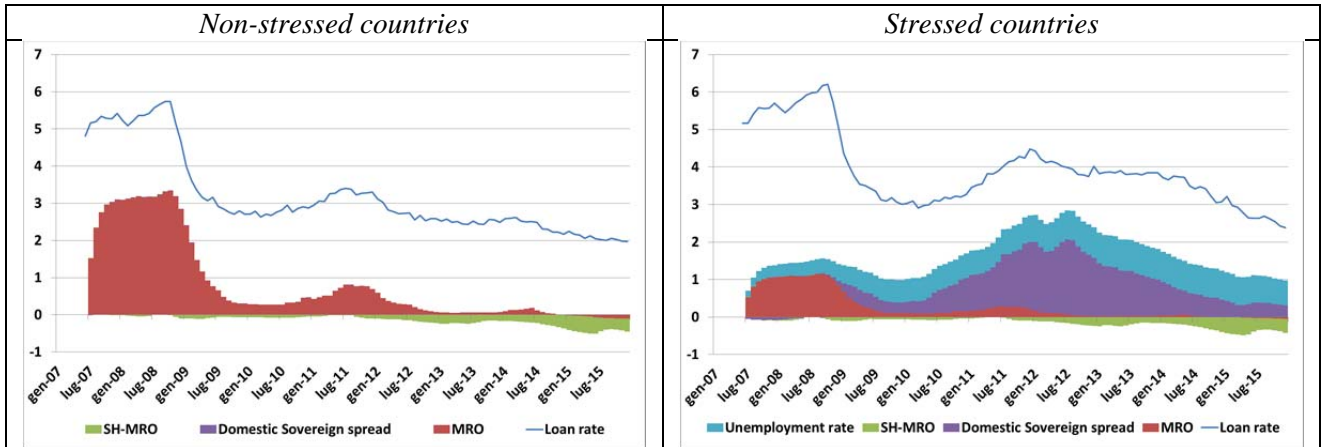 Non-stressed countries
Stressed countries
7
6
5
4
3
2
1
0
-1
gen-07
lug-07
gen-08
lug-08
gen-09
lug-09
gen-10
lug-10
gen-11
lug-11
gen-12
lug-12
gen-13
lug-13
gen-14
lug-14
gen-15
lug-15
SH-MRO Domestic Sovereign spread MRO Loan rate
7
6
5
4
3
2
1
0
-1
gen-07
lug-07
gen-08
lug-08
gen-09
lug-09
gen-10
lug-10
gen-11
lug-11
gen-12
lug-12
gen-13
lug-13
gen-14
lug-14
gen-15
lug-15
Unemployment rate SH-MRO Domestic Sovereign spread MRO Loan rate